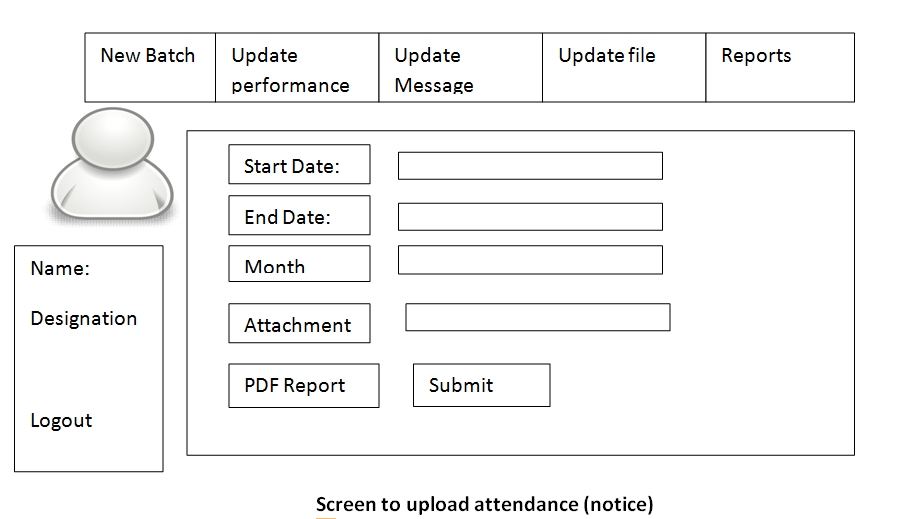 New Batch
Update performance
Update Message
Update file
Reports
Start Date:
End Date:
Month
Attachment
PDF Report
Submit
Name:
Designation
Logout
Screen to upload attendance (notice)